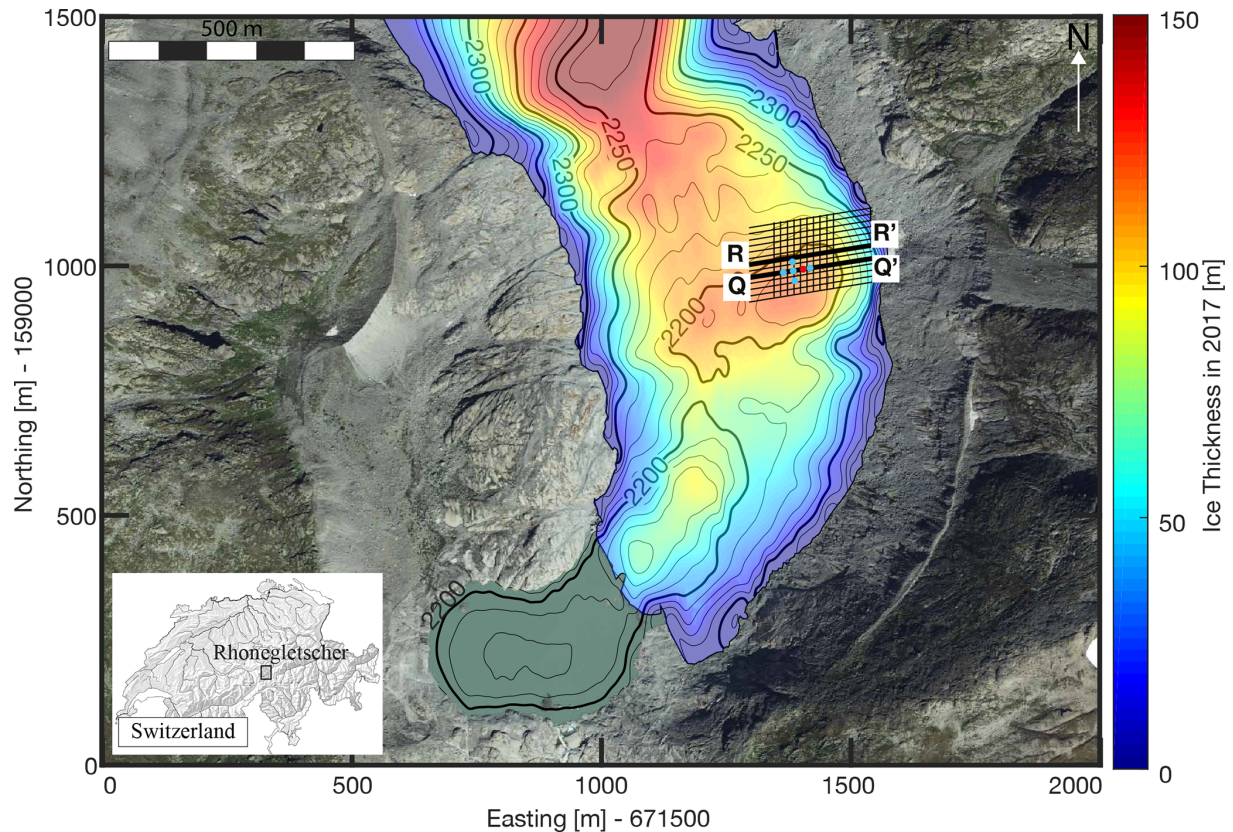 1500
1000
500
0
Northing [m] - 159000
500 m
N
150
100
50
0
Ice Thickness in 2017 [m]
2300
2300
2250
2250
2300
R
R'
Q
Q'
2200
2200
2200
Rhonegletscher
Switzerland
0
500
1000
1500
2000
Easting [m] - 671500